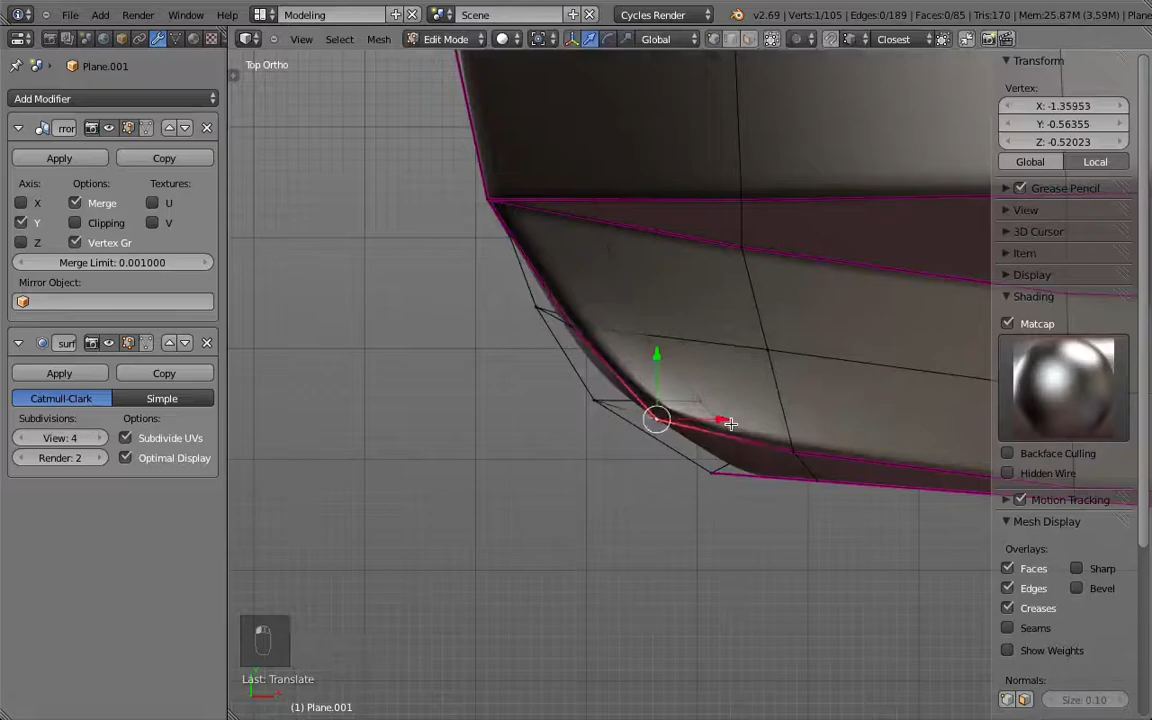 File Add Render Window Help Modeling Scene Cycles Render v2.69 | Verts:1/105 | Edges:0/189 | Faces:0/85 | Tris:170 | Mem:25.87M (3.59M) | Plane
View Select Mesh Edit Mode Global Closest
Plane.001
Add Modifier
Apply Copy
Axis: Options: Textures:
X Merge U
Y Clipping V
Z Vertex Gr
Merge Limit: 0.001000
Mirror Object:
surf
Apply Copy
Catmull-Clark Simple
Subdivisions: Options:
View: 4 Subdivide UVs
Render: 2 Optimal Display
Top Ortho
Last: Translate
(1) Plane.001
Transform
Vertex:
X: -1.35953
Y: -0.56355
Z: -0.52023
Global Local
Grease Pencil
View
3D Cursor
Item
Display
Shading
Matcap
Backface Culling
Hidden Wire
Motion Tracking
Mesh Display
Overlays:
Faces Sharp
Edges Bevel
Creases
Seams
Show Weights
Normals:
Size: 0.10